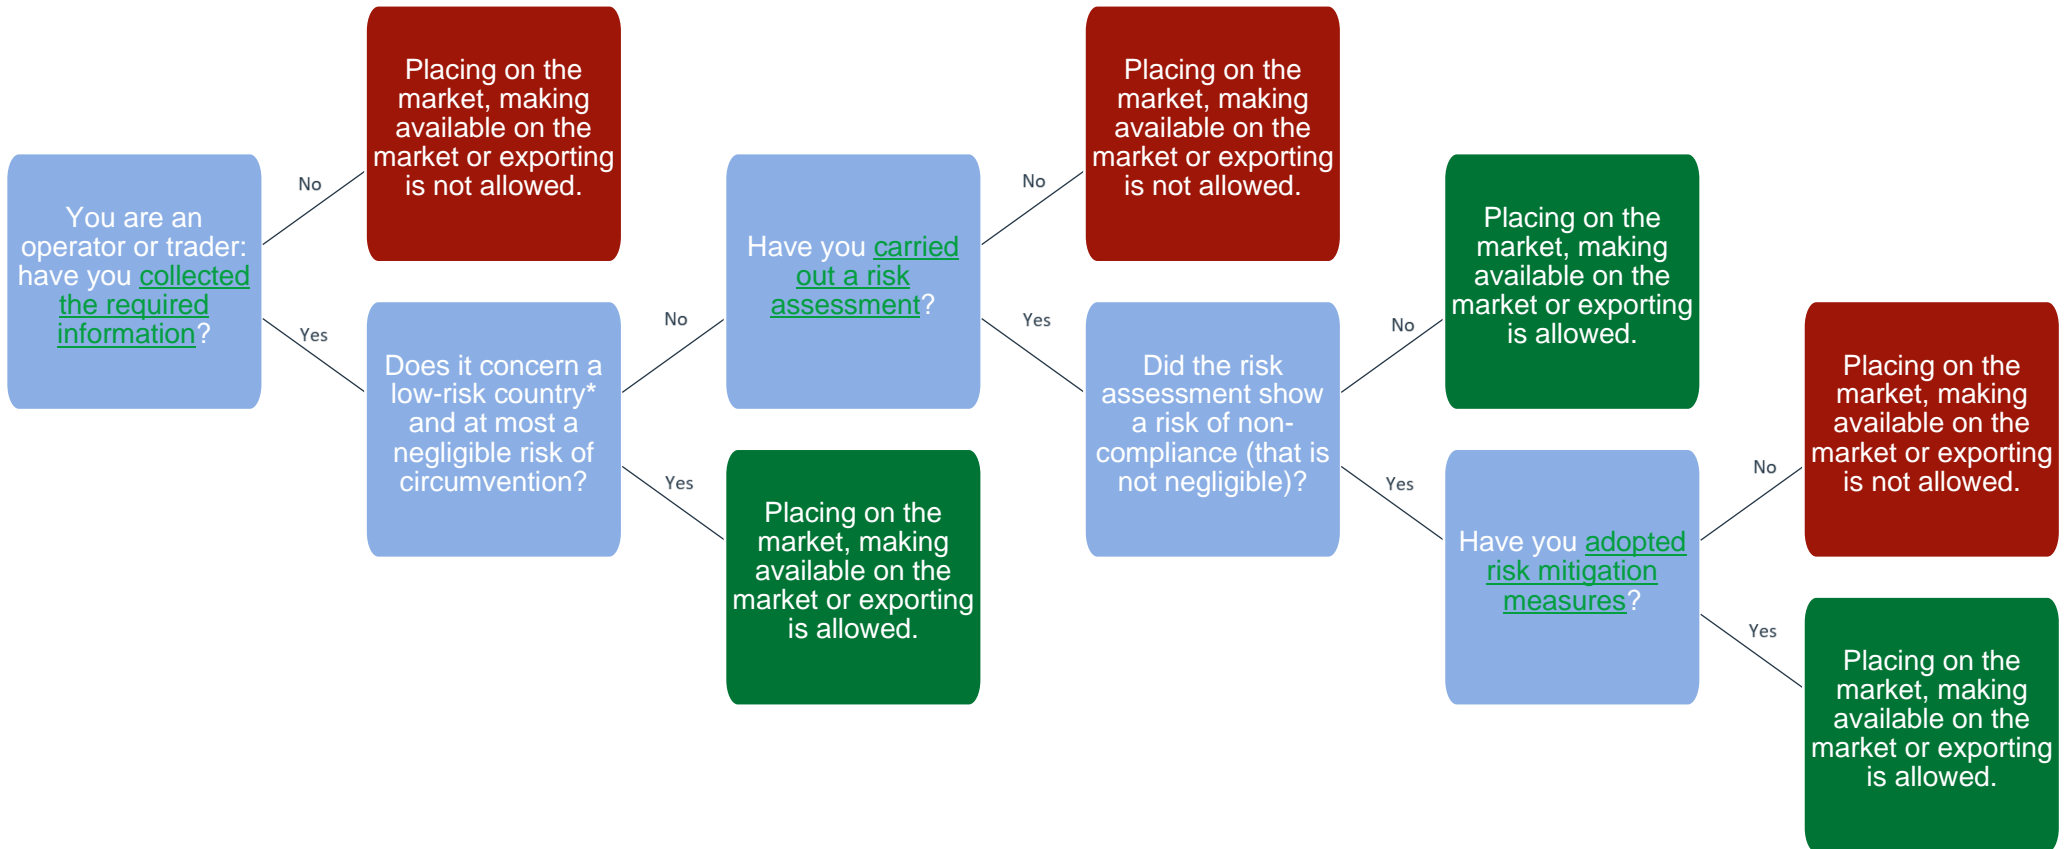 You are an
operator or trader:
have you collected
the required
information?
No
Placing on the
market, making
available on the
market or exporting
is not allowed.
Yes
Does it concern a
low-risk country*
and at most a
negligible risk of
circumvention?
No
Have you carried
out a risk
assessment?
Yes
Placing on the
market, making
available on the
market or exporting
is allowed.
No
Placing on the
market, making
available on the
market or exporting
is not allowed.
Yes
Did the risk
assessment show
a risk of non-
compliance (that is
not negligible)?
No
Placing on the
market, making
available on the
market or exporting
is allowed.
Yes
Have you adopted
risk mitigation
measures?
No
Placing on the
market, making
available on the
market or exporting
is not allowed.
Yes
Placing on the
market, making
available on the
market or exporting
is allowed.